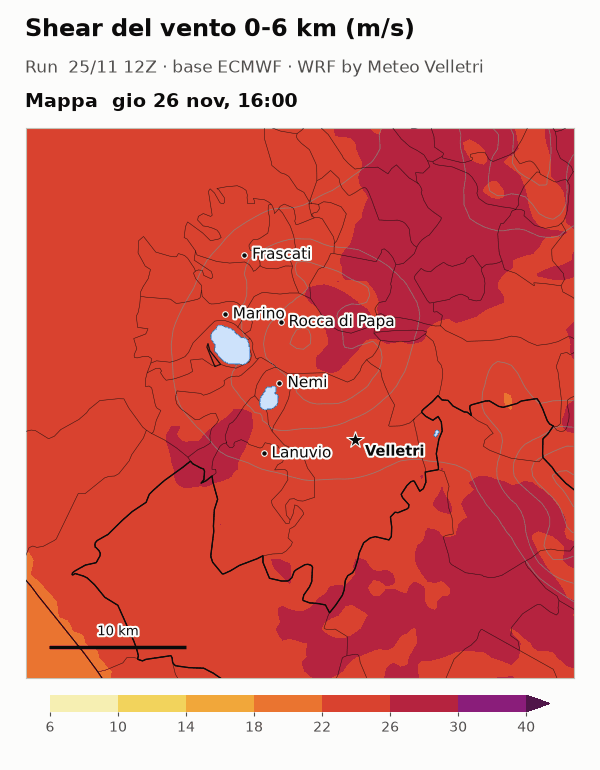 Shear del vento 0-6 km (m/s)
Run  25/11 12Z · base ECMWF · WRF by Meteo Velletri
Mappa  gio 26 nov, 16:00
Frascati
Marino
Rocca di Papa
Nemi
Velletri
Lanuvio
10 km
6 10 14 18 22 26 30 40